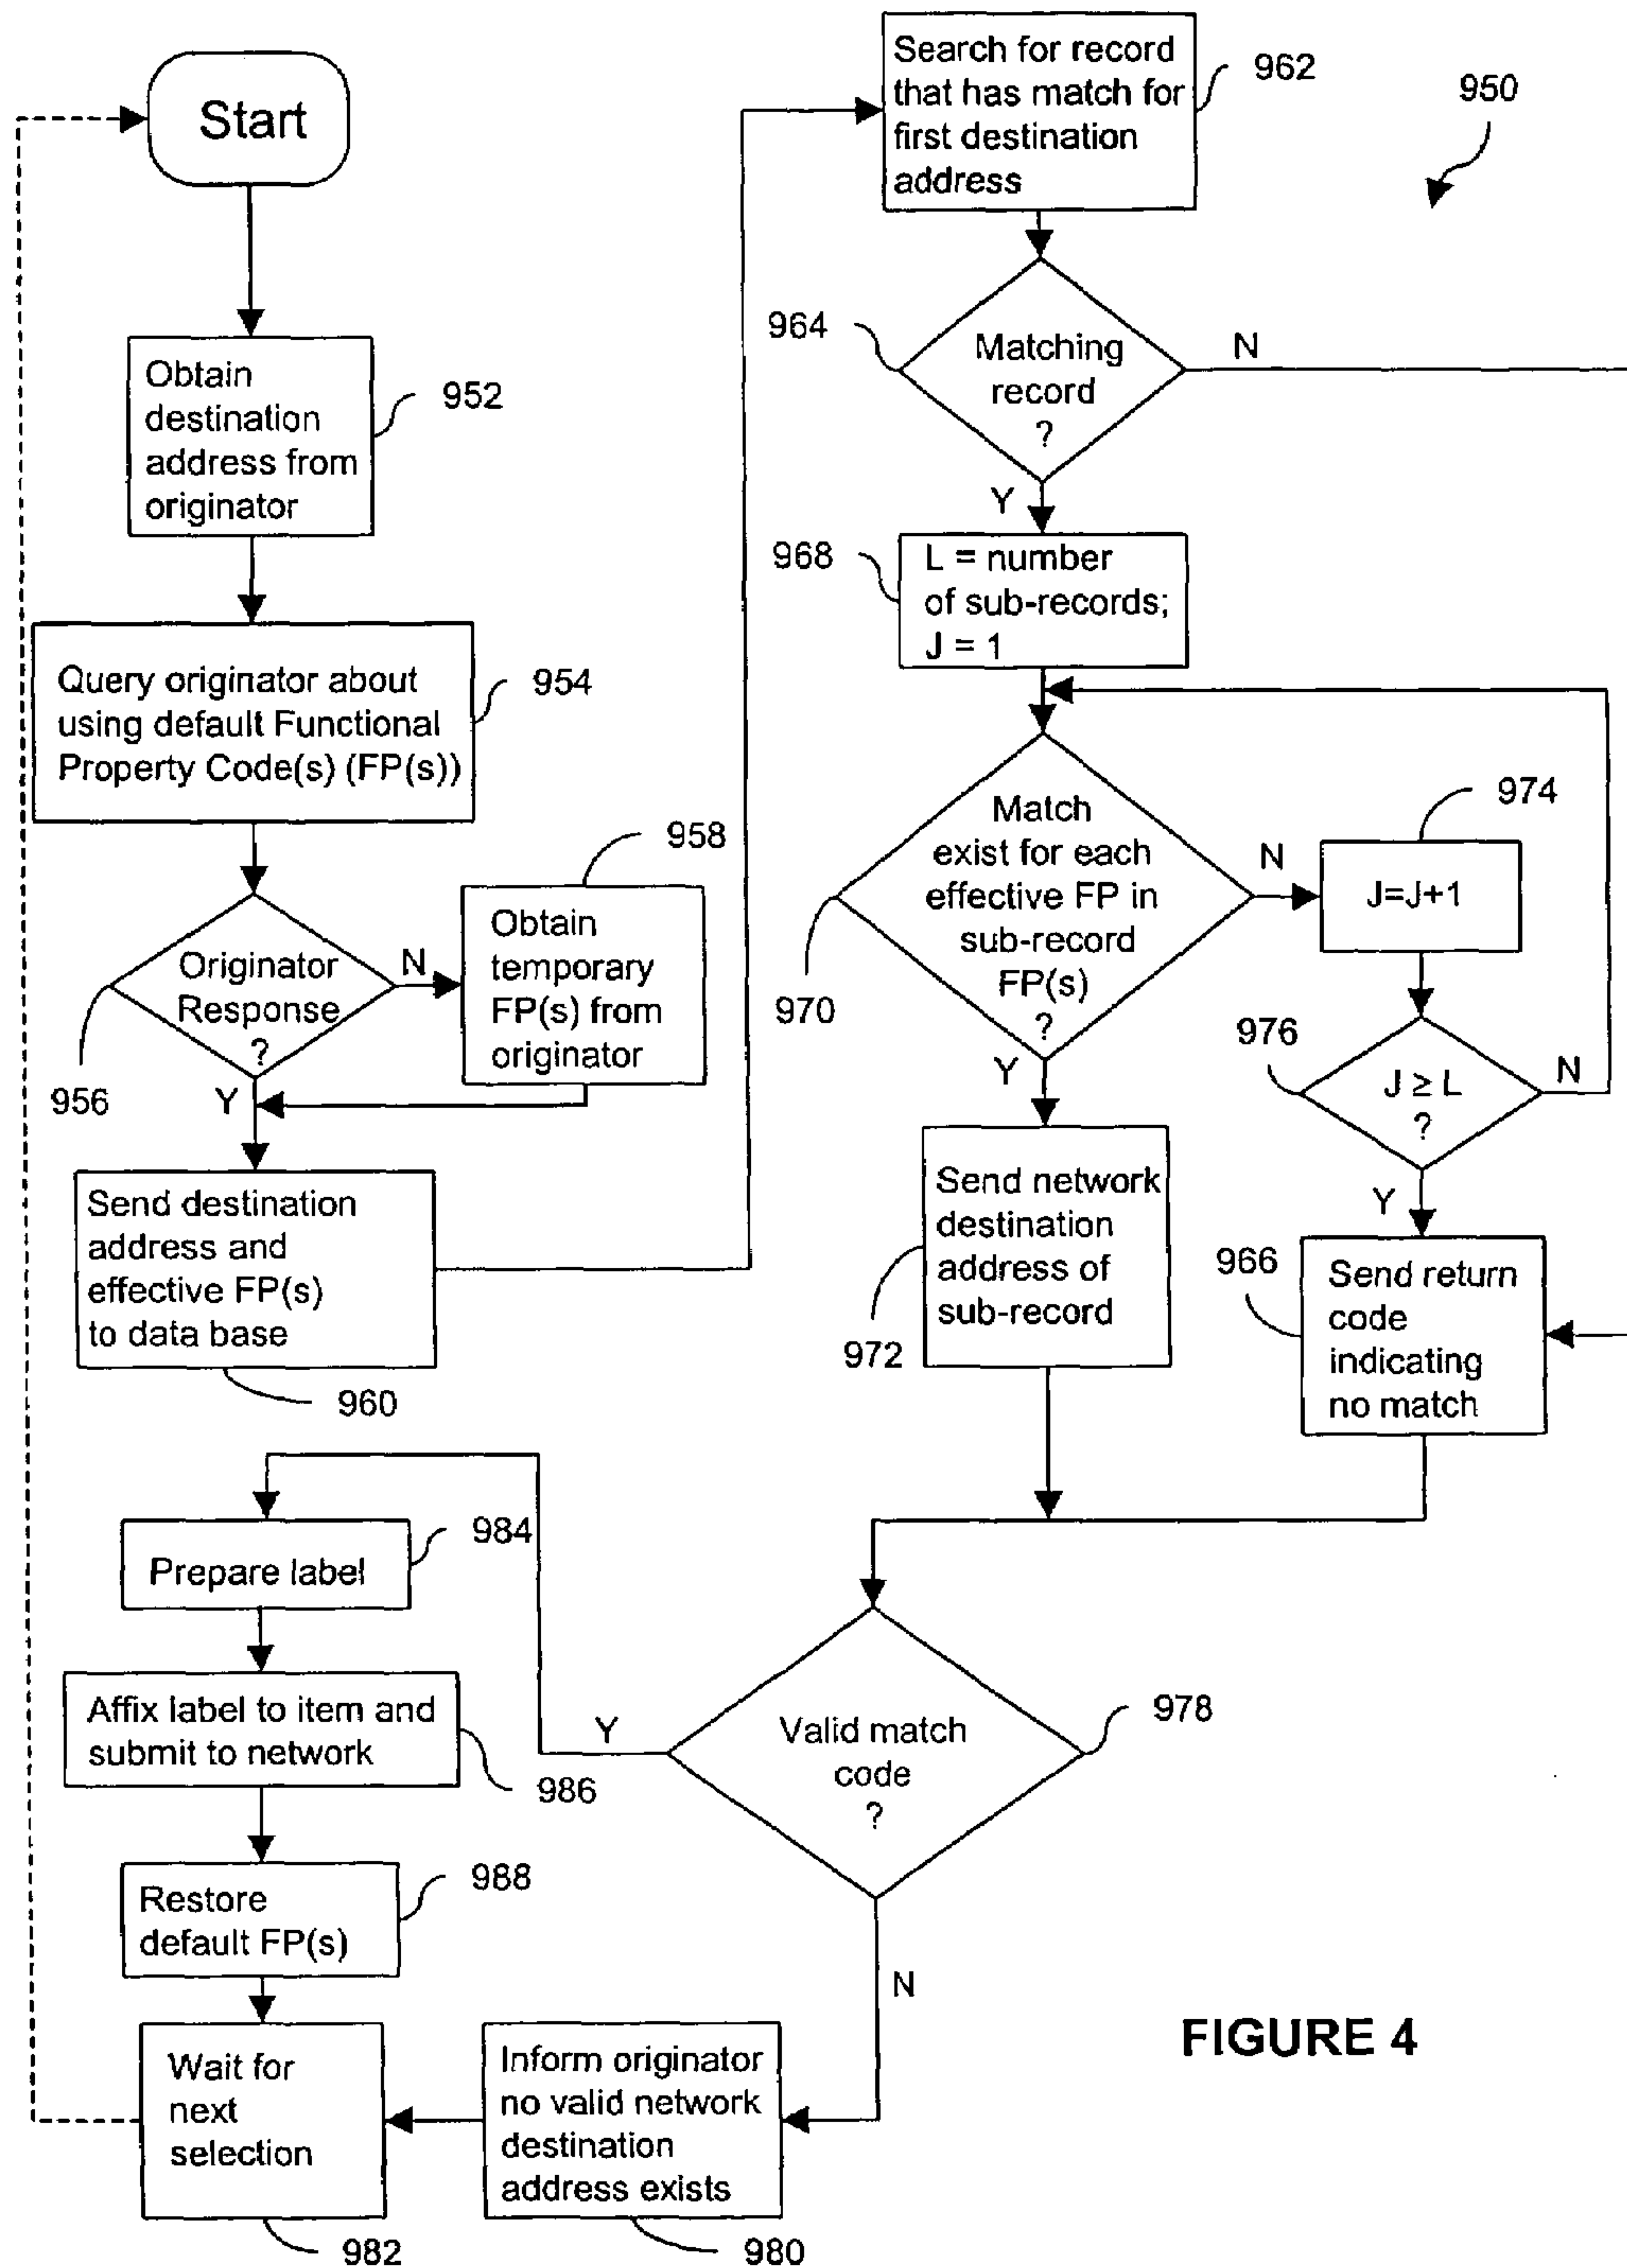 Start
Obtain
destination
address from
originator
952
Query originator about
using default Functional
Property Code(s) (FP(s))
954
Originator
Response
?
956
N
Y
958
Obtain
temporary
FP(s) from
originator
Send destination
address and
effective FP(s)
to data base
960
Search for record
that has match for
first destination
address
962
950
964
Matching
record
?
N
Y
968
L = number
of sub-records;
J = 1
Match
exist for each
effective FP in
sub-record
FP(s)
?
970
N
Y
974
J=J+1
976
J ≥ L
?
N
Y
Send network
destination
address of
sub-record
972
966
Send return
code
indicating
no match
Valid match
code
?
978
Y
N
984
Prepare label
Affix label to item and
submit to network
986
988
Restore
default FP(s)
Wait for
next
selection
982
Inform originator
no valid network
destination
address exists
980
FIGURE 4